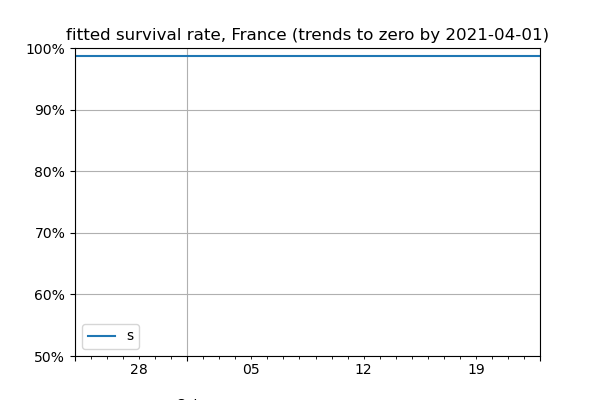 fitted survival rate, France (trends to zero by 2021-04-01)
100%
90%
80%
70%
60%
50%
s
28 05 12 19